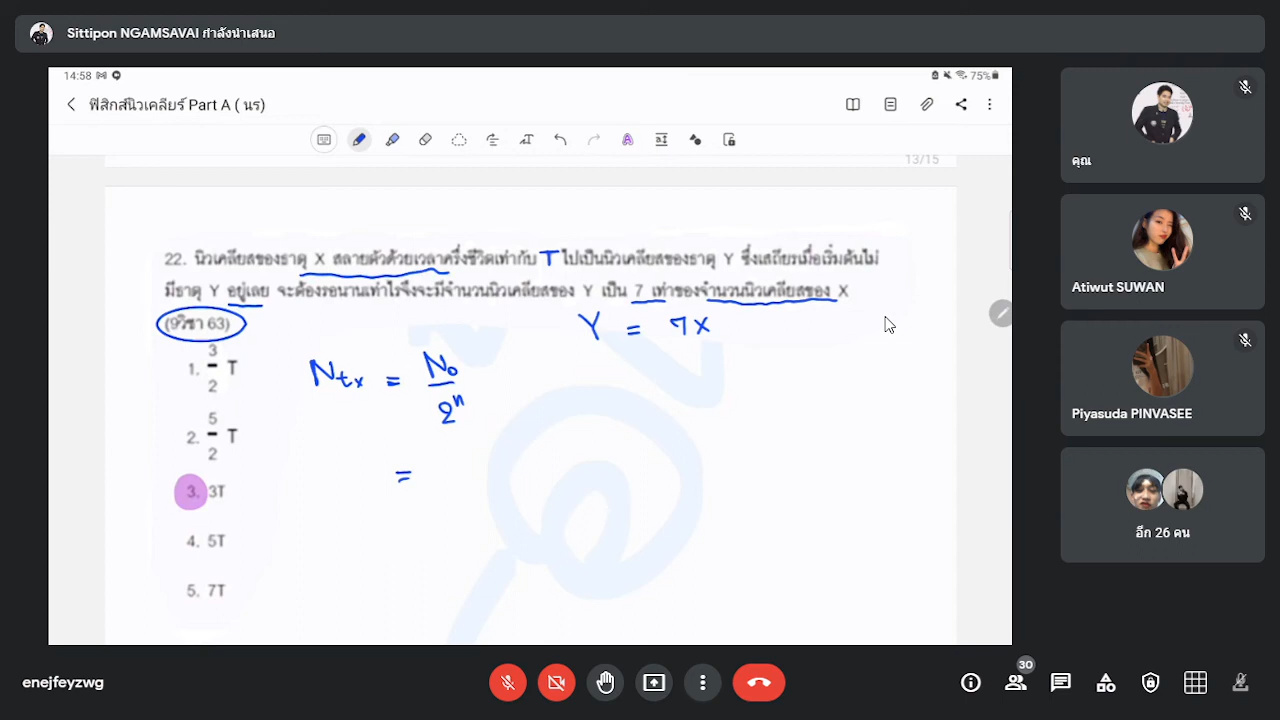 Sittipon NGAMSAVAI กำลังนำเสนอ
14:58
75%
ฟิสิกส์นิวเคลียร์ Part A ( นร)
13/15
22. นิวเคลียสของธาตุ X สลายตัวด้วยเวลาครึ่งชีวิตเท่ากับ T ไปเป็นนิวเคลียสของธาตุ Y ซึ่งเสถียรเมื่อเริ่มต้นไม่
มีธาตุ Y อยู่เลย จะต้องรอนานเท่าไรจึงจะมีจำนวนนิวเคลียสของ Y เป็น 7 เท่าของจำนวนนิวเคลียสของ X
(9วิชา 63)
Y = 7X
1. 3/2 T
Ntx = N0/2^n
2. 5/2 T
=
3. 3T
4. 5T
5. 7T
คุณ
Atiwut SUWAN
Piyasuda PINVASEE
อีก 26 คน
enejfeyzwg
30